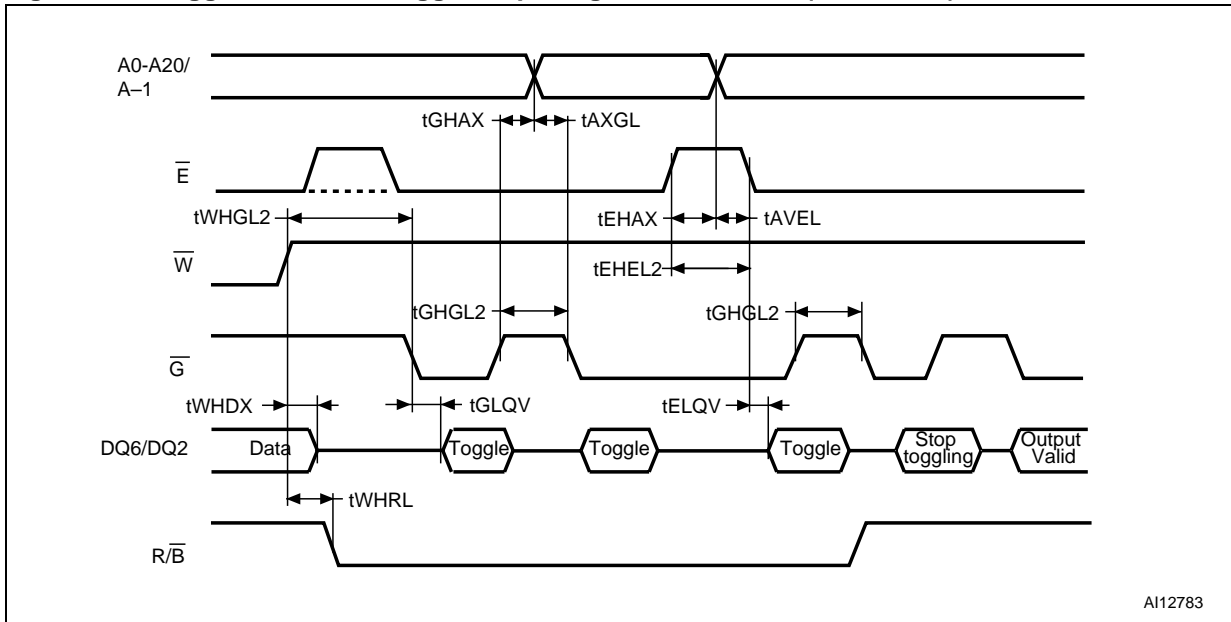 A0-A20/
A–1
tGHAX
tAXGL
E
tWHGL2
tEHAX
tAVEL
W
tEHEL2
tGHGL2
tGHGL2
G
tWHDX
tGLQV
tELQV
DQ6/DQ2
Data
Toggle
Toggle
Toggle
Stop
toggling
Output
Valid
tWHRL
R/B
AI12783